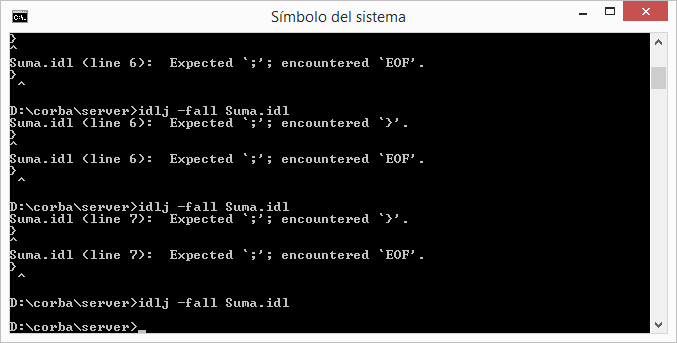 Símbolo del sistema
C:\.
}
^
Suma.idl (line 6):  Expected `;'; encountered `EOF'.
}
 ^
D:\corba\server>idlj -fall Suma.idl
Suma.idl (line 6):  Expected `;'; encountered `}'.
}
^
Suma.idl (line 6):  Expected `;'; encountered `EOF'.
}
 ^
D:\corba\server>idlj -fall Suma.idl
Suma.idl (line 7):  Expected `;'; encountered `}'.
}
^
Suma.idl (line 7):  Expected `;'; encountered `EOF'.
}
 ^
D:\corba\server>idlj -fall Suma.idl
D:\corba\server>_